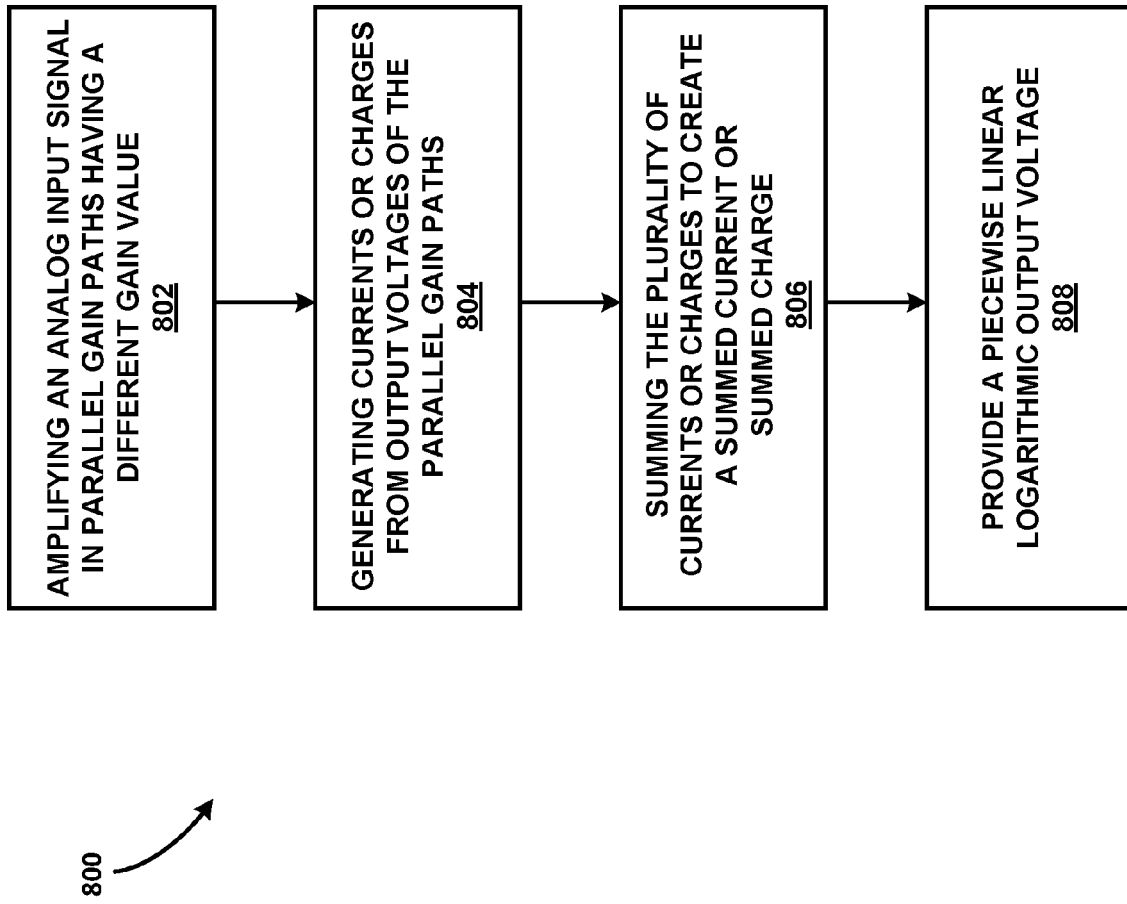 800
AMPLIFYING AN ANALOG INPUT SIGNAL
IN PARALLEL GAIN PATHS HAVING A
DIFFERENT GAIN VALUE
802
GENERATING CURRENTS OR CHARGES
FROM OUTPUT VOLTAGES OF THE
PARALLEL GAIN PATHS
804
SUMMING THE PLURALITY OF
CURRENTS OR CHARGES TO CREATE
A SUMMED CURRENT OR
SUMMED CHARGE
806
PROVIDE A PIECEWISE LINEAR
LOGARITHMIC OUTPUT VOLTAGE
808